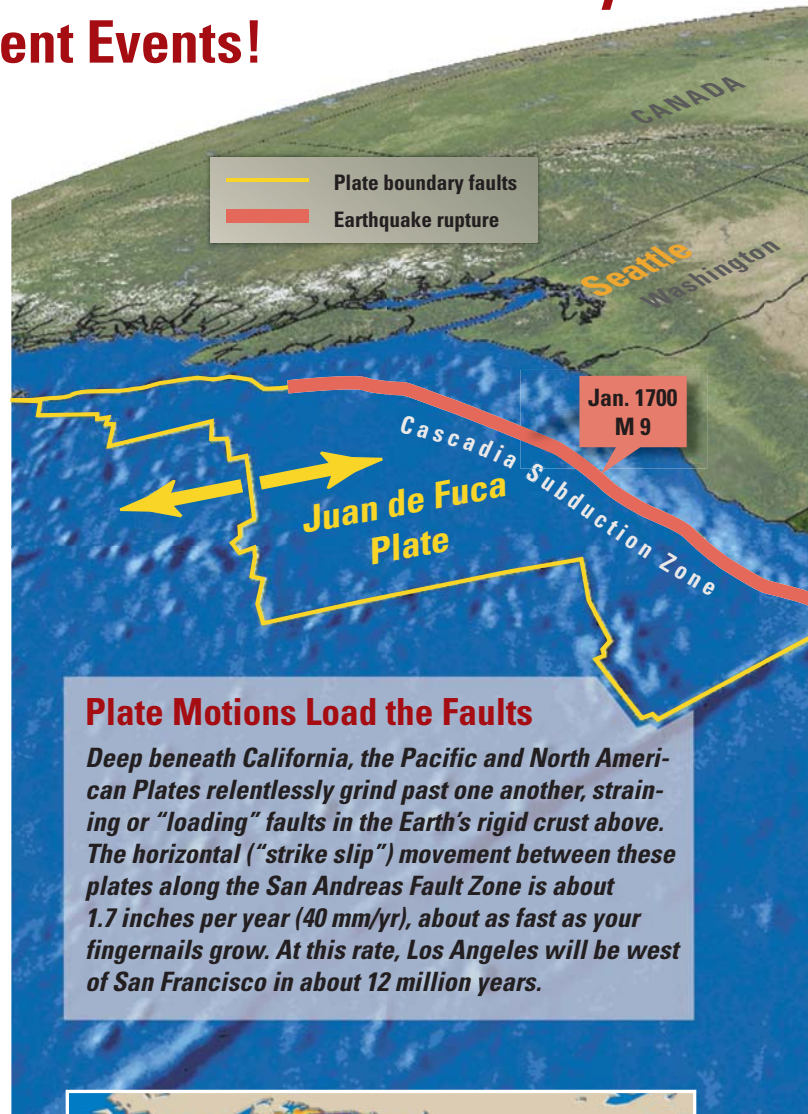 ent Events!
CANADA
Plate boundary faults
Earthquake rupture
Seattle
Washington
Jan. 1700
M 9
Cascadia Subduction Zone
Juan de Fuca
Plate
Plate Motions Load the Faults
Deep beneath California, the Pacific and North Ameri-
can Plates relentlessly grind past one another, strain-
ing or “loading” faults in the Earth’s rigid crust above.
The horizontal (“strike slip”) movement between these
plates along the San Andreas Fault Zone is about
1.7 inches per year (40 mm/yr), about as fast as your
fingernails grow. At this rate, Los Angeles will be west
of San Francisco in about 12 million years.